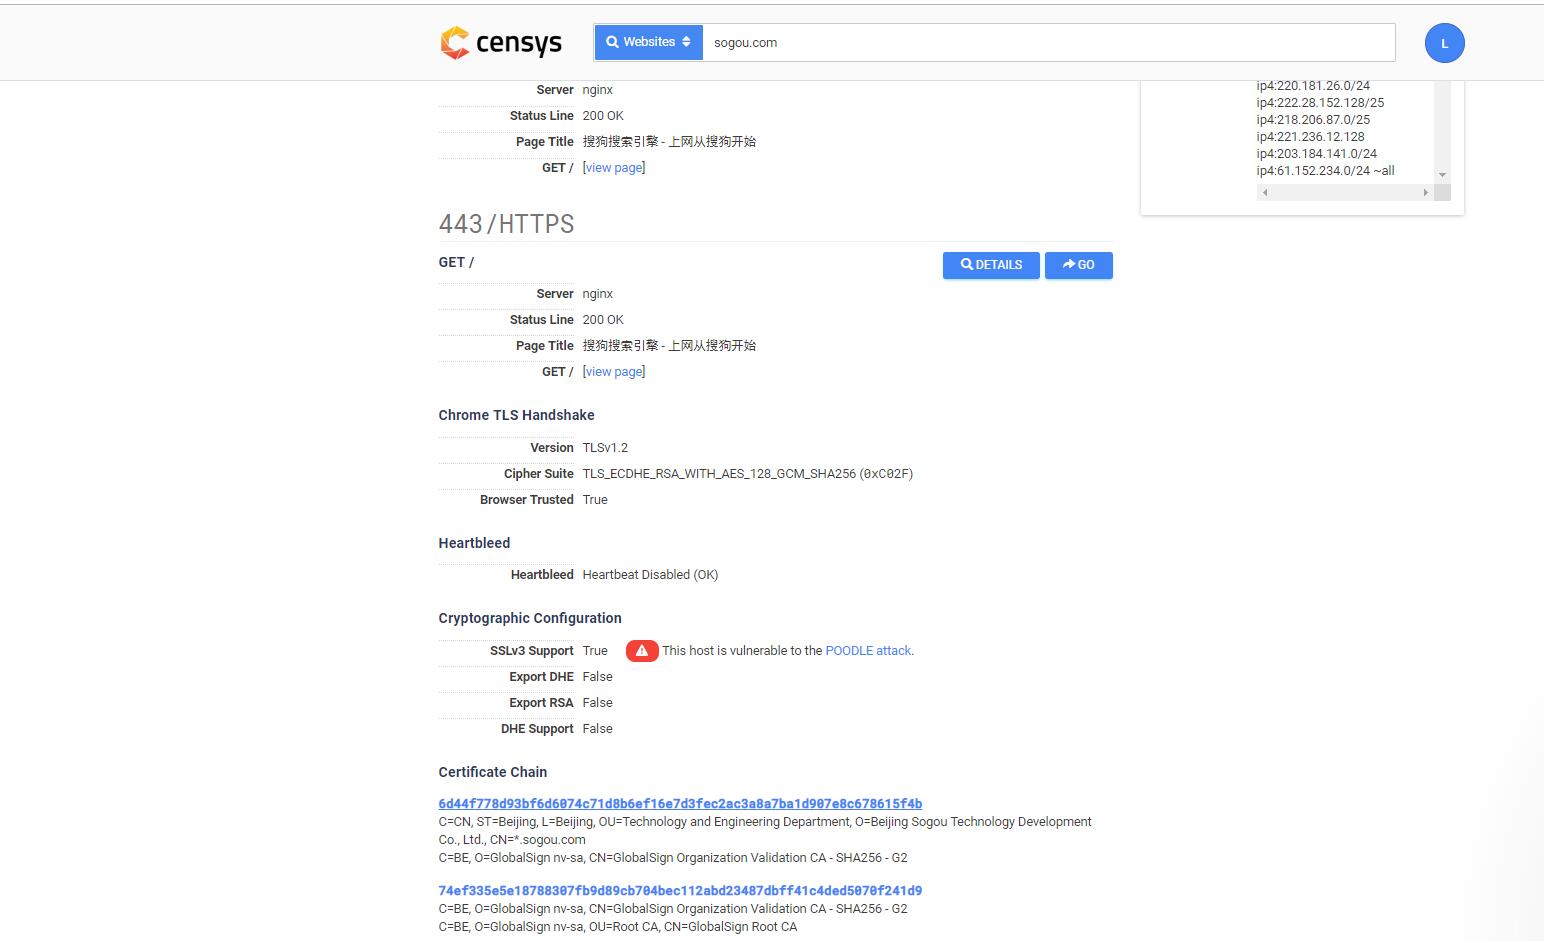 censys
Websites
sogou.com
L
Server nginx
Status Line 200 OK
Page Title 搜狗搜索引擎 - 上网从搜狗开始
GET / [view page]
ip4:220.181.26.0/24
ip4:222.28.152.128/25
ip4:218.206.87.0/25
ip4:221.236.12.128
ip4:203.184.141.0/24
ip4:61.152.234.0/24 ~all
443/HTTPS
GET /
DETAILS
GO
Server nginx
Status Line 200 OK
Page Title 搜狗搜索引擎 - 上网从搜狗开始
GET / [view page]
Chrome TLS Handshake
Version TLSv1.2
Cipher Suite TLS_ECDHE_RSA_WITH_AES_128_GCM_SHA256 (0xC02F)
Browser Trusted True
Heartbleed
Heartbleed Heartbeat Disabled (OK)
Cryptographic Configuration
SSLv3 Support True This host is vulnerable to the POODLE attack.
Export DHE False
Export RSA False
DHE Support False
Certificate Chain
6d44f778d93bf6d6074c71d8b6ef16e7d3fec2ac3a8a7ba1d907e8c678615f4b
C=CN, ST=Beijing, L=Beijing, OU=Technology and Engineering Department, O=Beijing Sogou Technology Development
Co., Ltd., CN=*.sogou.com
C=BE, O=GlobalSign nv-sa, CN=GlobalSign Organization Validation CA - SHA256 - G2
74ef335e5e18788307fb9d89cb704bec112abd23487dbff41c4ded5070f241d9
C=BE, O=GlobalSign nv-sa, CN=GlobalSign Organization Validation CA - SHA256 - G2
C=BE, O=GlobalSign nv-sa, OU=Root CA, CN=GlobalSign Root CA